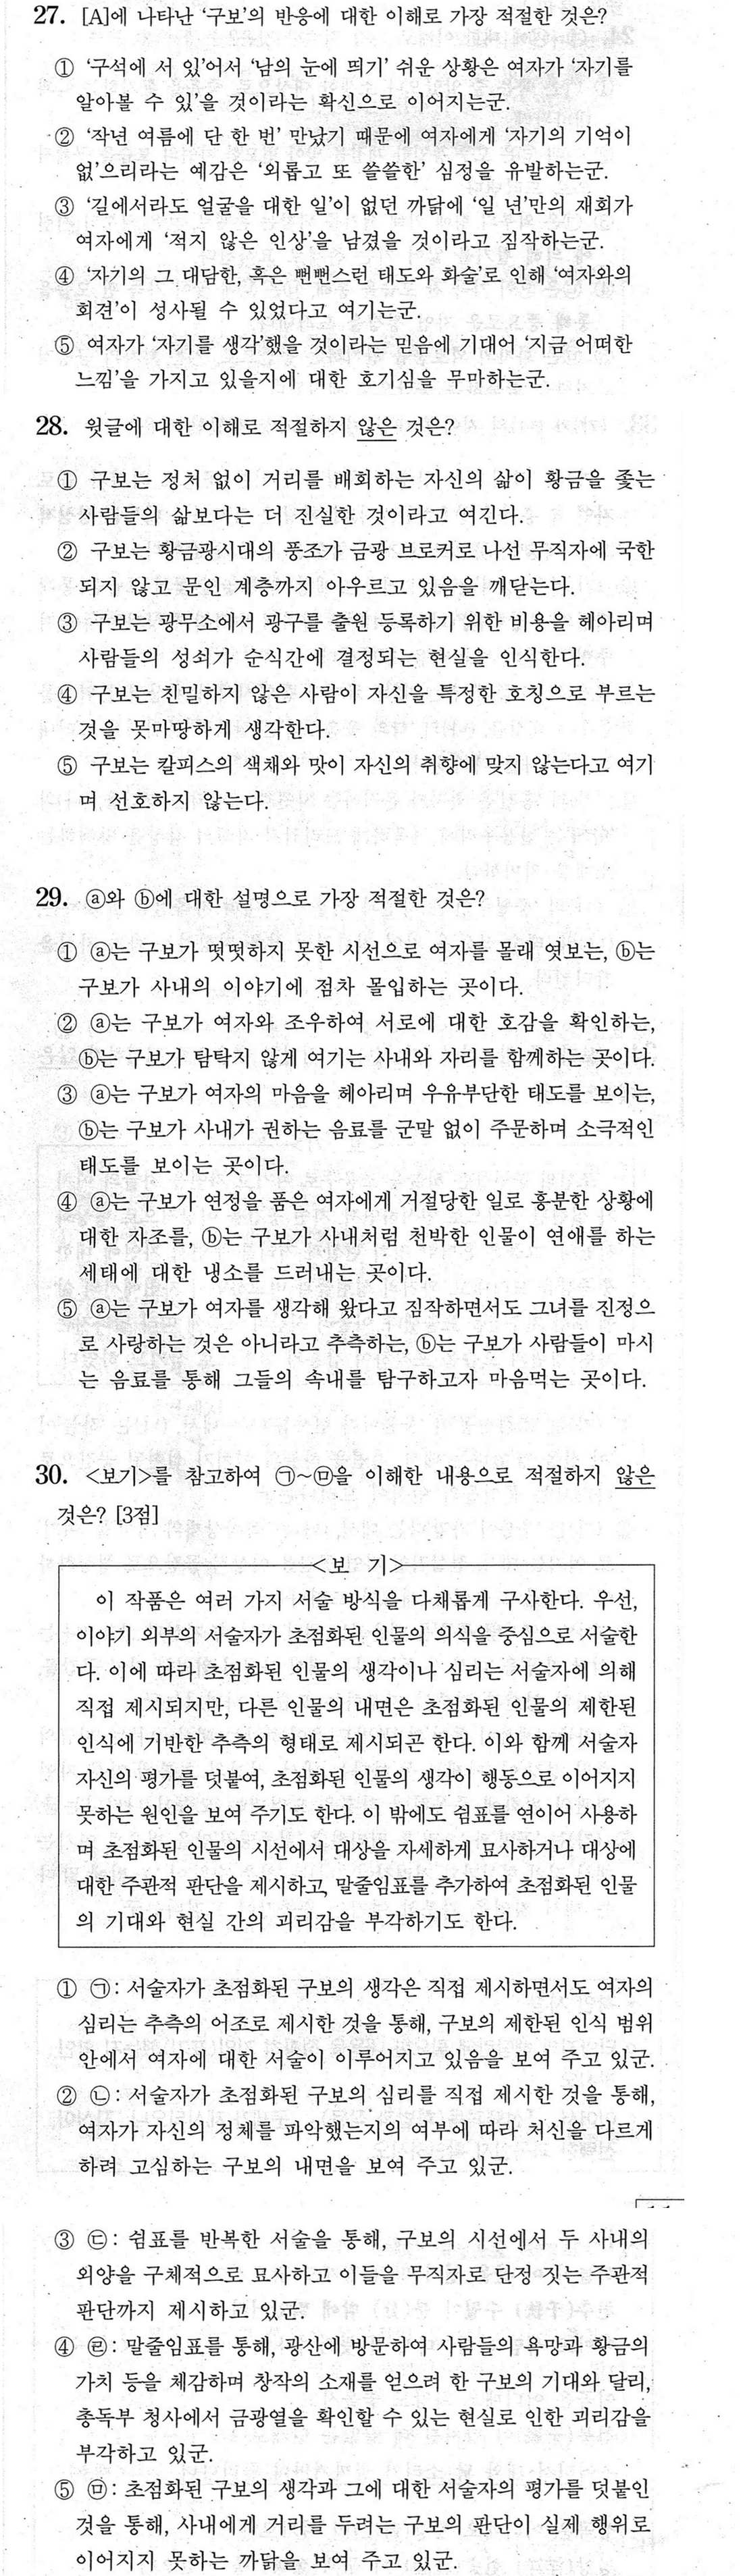 27. [A]에 나타난 ‘구보’의 반응에 대한 이해로 가장 적절한 것은?
① ‘구석에 서 있’어서 ‘남의 눈에 띄기’ 쉬운 상황은 여자가 ‘자기를
알아볼 수 있’을 것이라는 확신으로 이어지는군.
② ‘작년 여름에 단 한 번’ 만났기 때문에 여자에게 ‘자기의 기억이
없’으리라는 예감은 ‘외롭고 또 쓸쓸한’ 심정을 유발하는군.
③ ‘길에서라도 얼굴을 대한 일’이 없던 까닭에 ‘일 년’만의 재회가
여자에게 ‘적지 않은 인상’을 남겼을 것이라고 짐작하는군.
④ ‘자기의 그 대담한, 혹은 뻔뻔스런 태도와 화술’로 인해 ‘여자와의
회견’이 성사될 수 있었다고 여기는군.
⑤ 여자가 ‘자기를 생각’했을 것이라는 믿음에 기대어 ‘지금 어떠한
느낌’을 가지고 있을지에 대한 호기심을 무마하는군.
28. 윗글에 대한 이해로 적절하지 않은 것은?
① 구보는 정처 없이 거리를 배회하는 자신의 삶이 황금을 좇는
사람들의 삶보다는 더 진실한 것이라고 여긴다.
② 구보는 황금광시대의 풍조가 금광 브로커로 나선 무직자에 국한
되지 않고 문인 계층까지 아우르고 있음을 깨닫는다.
③ 구보는 광무소에서 광구를 출원 등록하기 위한 비용을 헤아리며
사람들의 성쇠가 순식간에 결정되는 현실을 인식한다.
④ 구보는 친밀하지 않은 사람이 자신을 특정한 호칭으로 부르는
것을 못마땅하게 생각한다.
⑤ 구보는 칼피스의 색채와 맛이 자신의 취향에 맞지 않는다고 여기
며 선호하지 않는다.
29. ⓐ와 ⓑ에 대한 설명으로 가장 적절한 것은?
① ⓐ는 구보가 떳떳하지 못한 시선으로 여자를 몰래 엿보는, ⓑ는
구보가 사내의 이야기에 점차 몰입하는 곳이다.
② ⓐ는 구보가 여자와 조우하여 서로에 대한 호감을 확인하는,
ⓑ는 구보가 탐탁지 않게 여기는 사내와 자리를 함께하는 곳이다.
③ ⓐ는 구보가 여자의 마음을 헤아리며 우유부단한 태도를 보이는,
ⓑ는 구보가 사내가 권하는 음료를 군말 없이 주문하며 소극적인
태도를 보이는 곳이다.
④ ⓐ는 구보가 연정을 품은 여자에게 거절당한 일로 흥분한 상황에
대한 자조를, ⓑ는 구보가 사내처럼 천박한 인물이 연애를 하는
세태에 대한 냉소를 드러내는 곳이다.
⑤ ⓐ는 구보가 여자를 생각해 왔다고 짐작하면서도 그녀를 진정으
로 사랑하는 것은 아니라고 추측하는, ⓑ는 구보가 사람들이 마시
는 음료를 통해 그들의 속내를 탐구하고자 마음먹는 곳이다.
30. <보기>를 참고하여 ㉠~㉤을 이해한 내용으로 적절하지 않은
것은? [3점]
<보 기>
이 작품은 여러 가지 서술 방식을 다채롭게 구사한다. 우선,
이야기 외부의 서술자가 초점화된 인물의 의식을 중심으로 서술한
다. 이에 따라 초점화된 인물의 생각이나 심리는 서술자에 의해
직접 제시되지만, 다른 인물의 내면은 초점화된 인물의 제한된
인식에 기반한 추측의 형태로 제시되곤 한다. 이와 함께 서술자
자신의 평가를 덧붙여, 초점화된 인물의 생각이 행동으로 이어지지
못하는 원인을 보여 주기도 한다. 이 밖에도 쉼표를 연이어 사용하
며 초점화된 인물의 시선에서 대상을 자세하게 묘사하거나 대상에
대한 주관적 판단을 제시하고, 말줄임표를 추가하여 초점화된 인물
의 기대와 현실 간의 괴리감을 부각하기도 한다.
① ㉠: 서술자가 초점화된 구보의 생각은 직접 제시하면서도 여자의
심리는 추측의 어조로 제시한 것을 통해, 구보의 제한된 인식 범위
안에서 여자에 대한 서술이 이루어지고 있음을 보여 주고 있군.
② ㉡: 서술자가 초점화된 구보의 심리를 직접 제시한 것을 통해,
여자가 자신의 정체를 파악했는지의 여부에 따라 처신을 다르게
하려 고심하는 구보의 내면을 보여 주고 있군.
③ ㉢: 쉼표를 반복한 서술을 통해, 구보의 시선에서 두 사내의
외양을 구체적으로 묘사하고 이들을 무직자로 단정 짓는 주관적
판단까지 제시하고 있군.
④ ㉣: 말줄임표를 통해, 광산에 방문하여 사람들의 욕망과 황금의
가치 등을 체감하며 창작의 소재를 얻으려 한 구보의 기대와 달리,
총독부 청사에서 금광열을 확인할 수 있는 현실로 인한 괴리감을
부각하고 있군.
⑤ ㉤: 초점화된 구보의 생각과 그에 대한 서술자의 평가를 덧붙인
것을 통해, 사내에게 거리를 두려는 구보의 판단이 실제 행위로
이어지지 못하는 까닭을 보여 주고 있군.